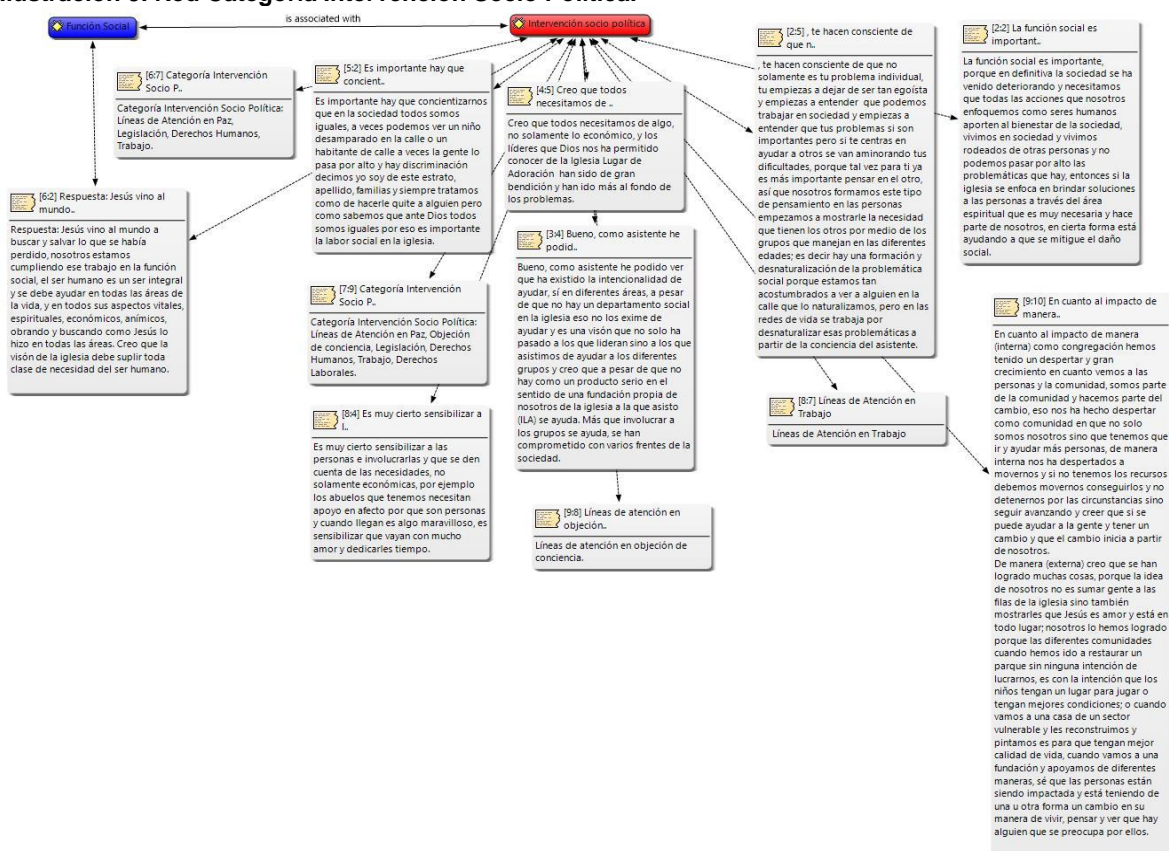 Ilustración 3. Red Categoría Intervención Socio Política.
Función Social
is associated with
Intervención socio política
[6:7] Categoría Intervención
Socio P..
Categoría Intervención Socio Política:
Líneas de Atención en Paz,
Legislación, Derechos Humanos,
Trabajo.
[6:2] Respuesta: Jesús vino al
mundo..
Respuesta: Jesús vino al mundo a
buscar y salvar lo que se había
perdido, nosotros estamos
cumpliendo ese trabajo en la función
social, el ser humano es un ser integral
y se debe ayudar en todas las áreas de
la vida, y en todos sus aspectos vitales,
espirituales, económicos, anímicos,
obrando y buscando como Jesús lo
hizo en todas las áreas. Creo que la
visón de la iglesia debe suplir toda
clase de necesidad del ser humano.
[5:2] Es importante hay que
concient..
Es importante hay que concientizarnos
que en la sociedad todos somos
iguales, a veces podemos ver un niño
desamparado en la calle o un
habitante de calle a veces la gente lo
pasa por alto y hay discriminación
decimos yo soy de este estrato,
apellido, familias y siempre tratamos
como de hacerle quite a alguien pero
como sabemos que ante Dios todos
somos iguales por eso es importante
la labor social en la iglesia.
[7:9] Categoría Intervención
Socio P..
Categoría Intervención Socio Política:
Líneas de Atención en Paz, Objeción
de conciencia, Legislación, Derechos
Humanos, Trabajo, Derechos
Laborales.
[8:4] Es muy cierto sensibilizar a
l..
Es muy cierto sensibilizar a las
personas e involucrarlas y que se den
cuenta de las necesidades, no
solamente económicas, por ejemplo
los abuelos que tenemos necesitan
apoyo en afecto por que son personas
y cuando llegan es algo maravilloso, es
sensibilizar que vayan con mucho
amor y dedicarles tiempo.
[4:5] Creo que todos
necesitamos de ..
Creo que todos necesitamos de algo,
no solamente lo económico, y los
líderes que Dios nos ha permitido
conocer de la Iglesia Lugar de
Adoración han sido de gran
bendición y han ido más al fondo de
los problemas.
[3:4] Bueno, como asistente he
podid..
Bueno, como asistente he podido ver
que ha existido la intencionalidad de
ayudar, sí en diferentes áreas, a pesar
de que no hay un departamento social
en la iglesia eso no los exime de
ayudar y es una visón que no solo ha
pasado a los que lideran sino a los que
asistimos de ayudar a los diferentes
grupos y creo que a pesar de que no
hay como un producto serio en el
sentido de una fundación propia de
nosotros de la iglesia a la que asisto
(ILA) se ayuda. Más que involucrar a
los grupos se ayuda, se han
comprometido con varios frentes de la
sociedad.
[9:8] Líneas de atención en
objeción..
Líneas de atención en objeción de
conciencia.
[2:5] , te hacen consciente de
que n..
, te hacen consciente de que no
solamente es tu problema individual,
tu empiezas a dejar de ser tan egoísta
y empiezas a entender que podemos
trabajar en sociedad y empiezas a
entender que tus problemas si son
importantes pero si te centras en
ayudar a otros se van aminorando tus
dificultades, porque tal vez para ti ya
es más importante pensar en el otro,
así que nosotros formamos este tipo
de pensamiento en las personas
empezamos a mostrarle la necesidad
que tienen los otros por medio de los
grupos que manejan en las diferentes
edades; es decir hay una formación y
desnaturalización de la problemática
social porque estamos tan
acostumbrados a ver a alguien en la
calle que lo naturalizamos, pero en las
redes de vida se trabaja por
desnaturalizar esas problemáticas a
partir de la conciencia del asistente.
[8:7] Líneas de Atención en
Trabajo
Líneas de Atención en Trabajo
[2:2] La función social es
important..
La función social es importante,
porque en definitiva la sociedad se ha
venido deteriorando y necesitamos
que todas las acciones que nosotros
enfoquemos como seres humanos
aporten al bienestar de la sociedad,
vivimos en sociedad y vivimos
rodeados de otras personas y no
podemos pasar por alto las
problemáticas que hay, entonces si la
iglesia se enfoca en brindar soluciones
a las personas a través del área
espiritual que es muy necesaria y hace
parte de nosotros, en cierta forma está
ayudando a que se mitigue el daño
social.
[9:10] En cuanto al impacto de
manera..
En cuanto al impacto de manera
(interna) como congregación hemos
tenido un despertar y gran
crecimiento en cuanto vemos a las
personas y la comunidad, somos parte
de la comunidad y hacemos parte del
cambio, eso nos ha hecho despertar
como comunidad en que no solo
somos nosotros sino que tenemos que
ir y ayudar más personas, de manera
interna nos ha despertados a
movernos y si no tenemos los recursos
debemos movernos conseguirlos y no
detenernos por las circunstancias sino
seguir avanzando y creer que si se
puede ayudar a la gente y tener un
cambio y que el cambio inicia a partir
de nosotros.
De manera (externa) creo que se han
logrado muchas cosas, porque la idea
de nosotros no es sumar gente a las
filas de la iglesia sino también
mostrarles que Jesús es amor y está en
todo lugar; nosotros lo hemos logrado
porque las diferentes comunidades
cuando hemos ido a restaurar un
parque sin ninguna intención de
lucrarnos, es con la intención que los
niños tengan un lugar para jugar o
tengan mejores condiciones; o cuando
vamos a una casa de un sector
vulnerable y les reconstruimos y
pintamos es para que tengan mejor
calidad de vida, cuando vamos a una
fundación y apoyamos de diferentes
maneras, sé que las personas están
siendo impactada y está teniendo de
una u otra forma un cambio en su
manera de vivir, pensar y ver que hay
alguien que se preocupa por ellos.